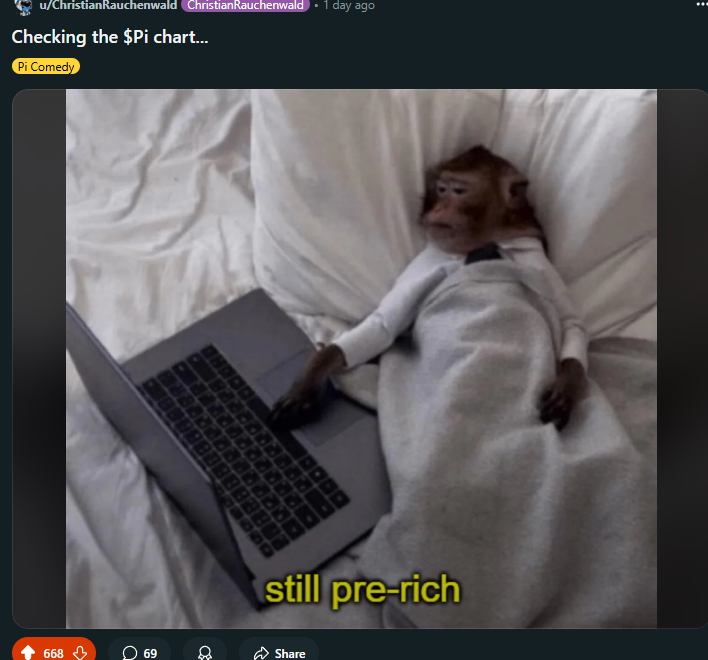 u/ChristianRauchenwald ChristianRauchenwald • 1 day ago
Checking the $Pi chart...
Pi Comedy
still pre-rich
668 69 Share